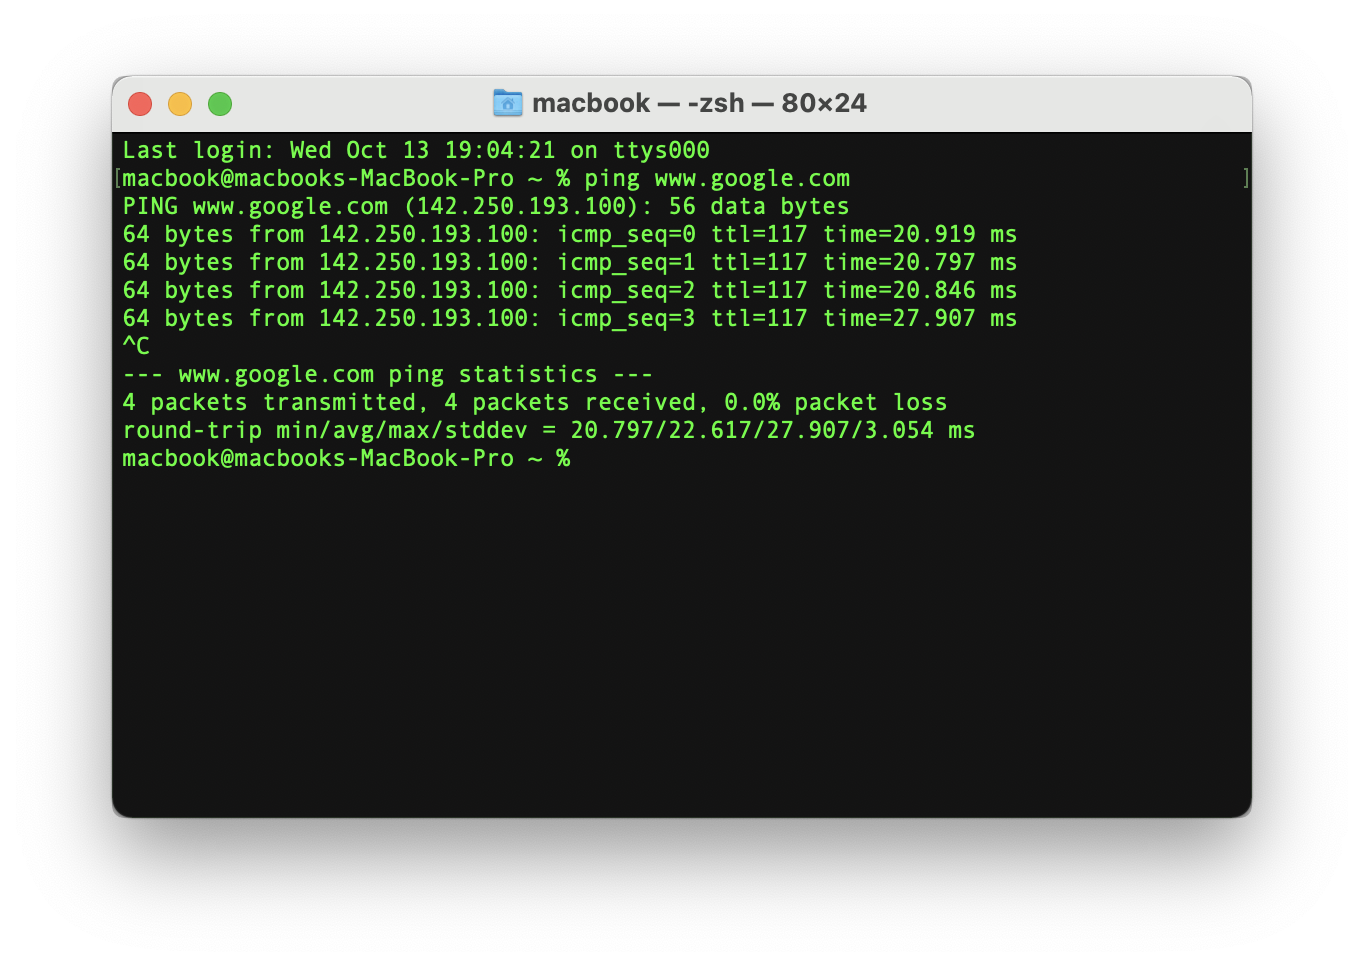 macbook — -zsh — 80×24
Last login: Wed Oct 13 19:04:21 on ttys000
[macbook@macbooks-MacBook-Pro ~ % ping www.google.com ]
PING www.google.com (142.250.193.100): 56 data bytes
64 bytes from 142.250.193.100: icmp_seq=0 ttl=117 time=20.919 ms
64 bytes from 142.250.193.100: icmp_seq=1 ttl=117 time=20.797 ms
64 bytes from 142.250.193.100: icmp_seq=2 ttl=117 time=20.846 ms
64 bytes from 142.250.193.100: icmp_seq=3 ttl=117 time=27.907 ms
^C
--- www.google.com ping statistics ---
4 packets transmitted, 4 packets received, 0.0% packet loss
round-trip min/avg/max/stddev = 20.797/22.617/27.907/3.054 ms
macbook@macbooks-MacBook-Pro ~ %